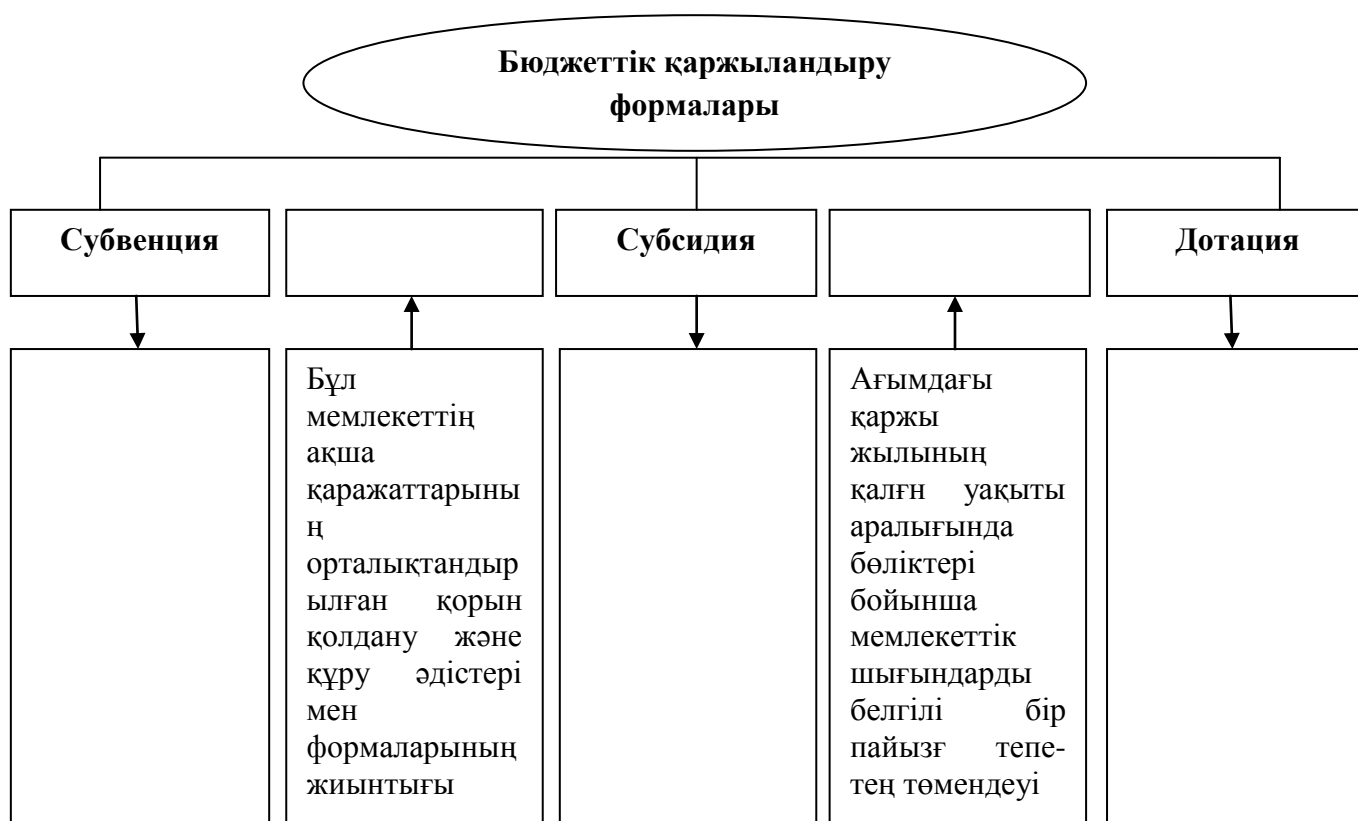 Бюджеттік қаржыландыру
формалары
Субвенция
Субсидия
Дотация
Бұл
мемлекеттің
ақша
қаражаттарыны
ң
орталықтандыр
ылған қорын
қолдану және
құру әдістері
мен
формаларының
жиынтығы
Ағымдағы
қаржы
жылының
қалғн уақыты
аралығында
бөліктері
бойынша
мемлекеттік
шығындарды
белгілі бір
пайызғ тепе-
тең төмендеуі